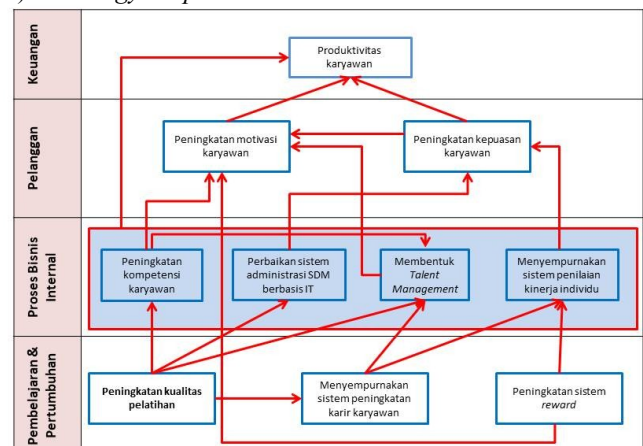 Keuangan
Produktivitas
karyawan
Pelanggan
Peningkatan motivasi
karyawan
Peningkatan kepuasan
karyawan
Proses Bisnis
Internal
Peningkatan
kompetensi
karyawan
Perbaikan sistem
administrasi SDM
berbasis IT
Membentuk
Talent
Management
Menyempurnakan
sistem penilaian
kinerja individu
Pembelajaran &
Pertumbuhan
Peningkatan kualitas
pelatihan
Menyempurnakan
sistem peningkatan
karir karyawan
Peningkatan sistem
reward